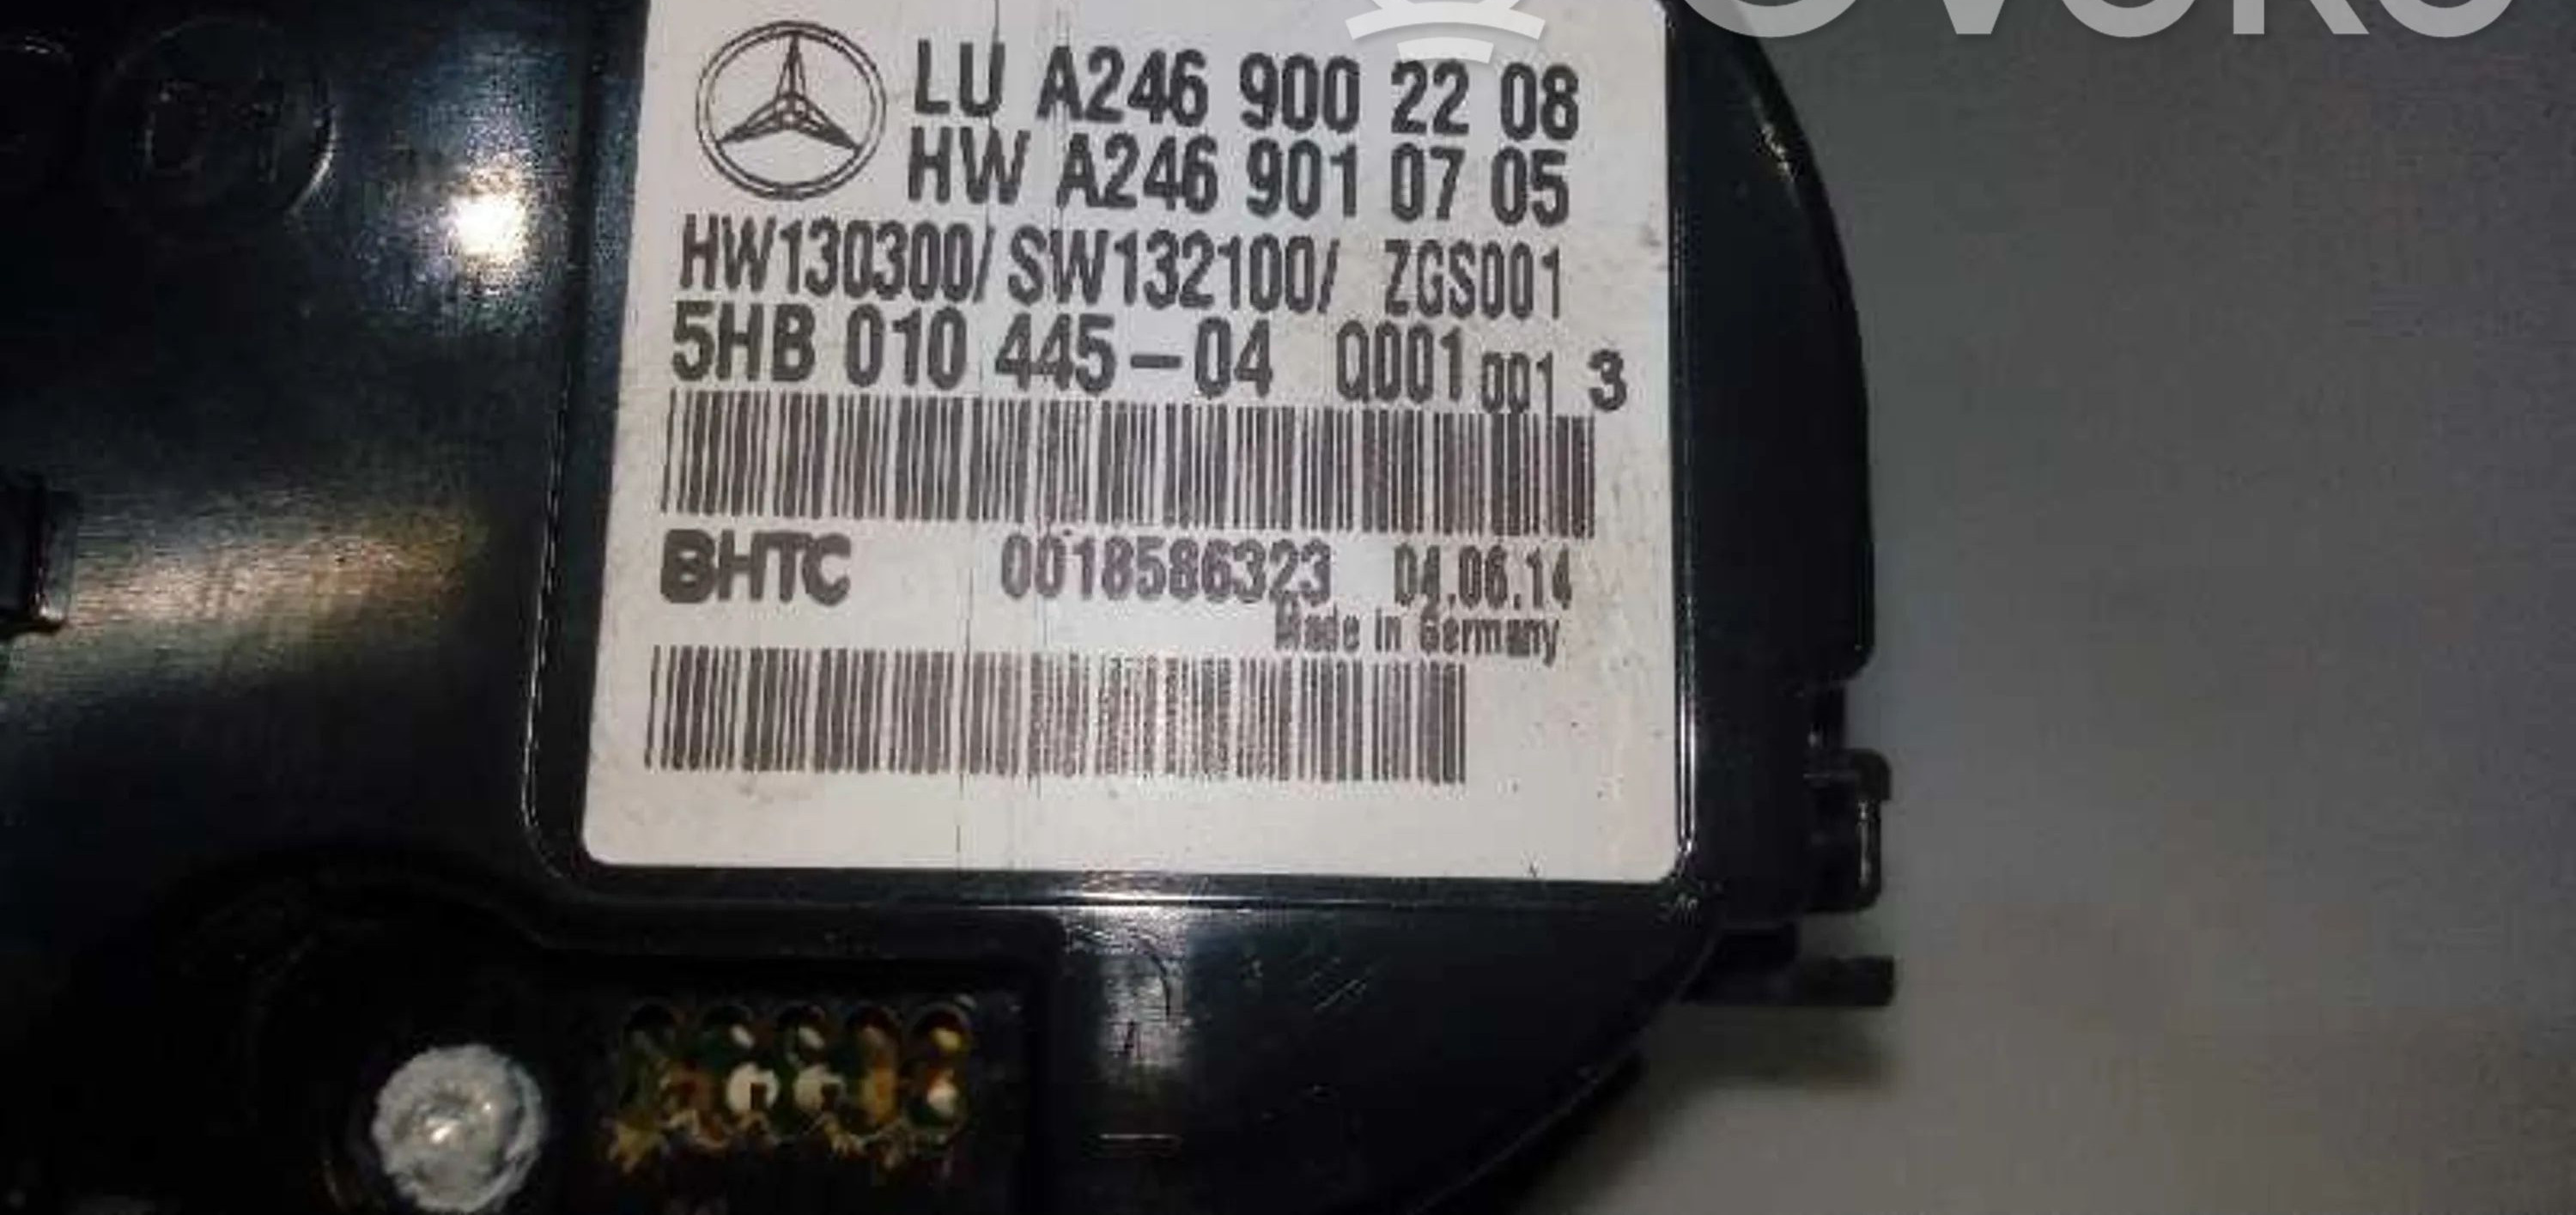 LU A246 900 22 08
HW A246 901 07 05
HW130300/SW132100/ ZGS001
5HB 010 445-04 Q001 001 3
BHTC 0018586323 04.06.14
Made in Germany